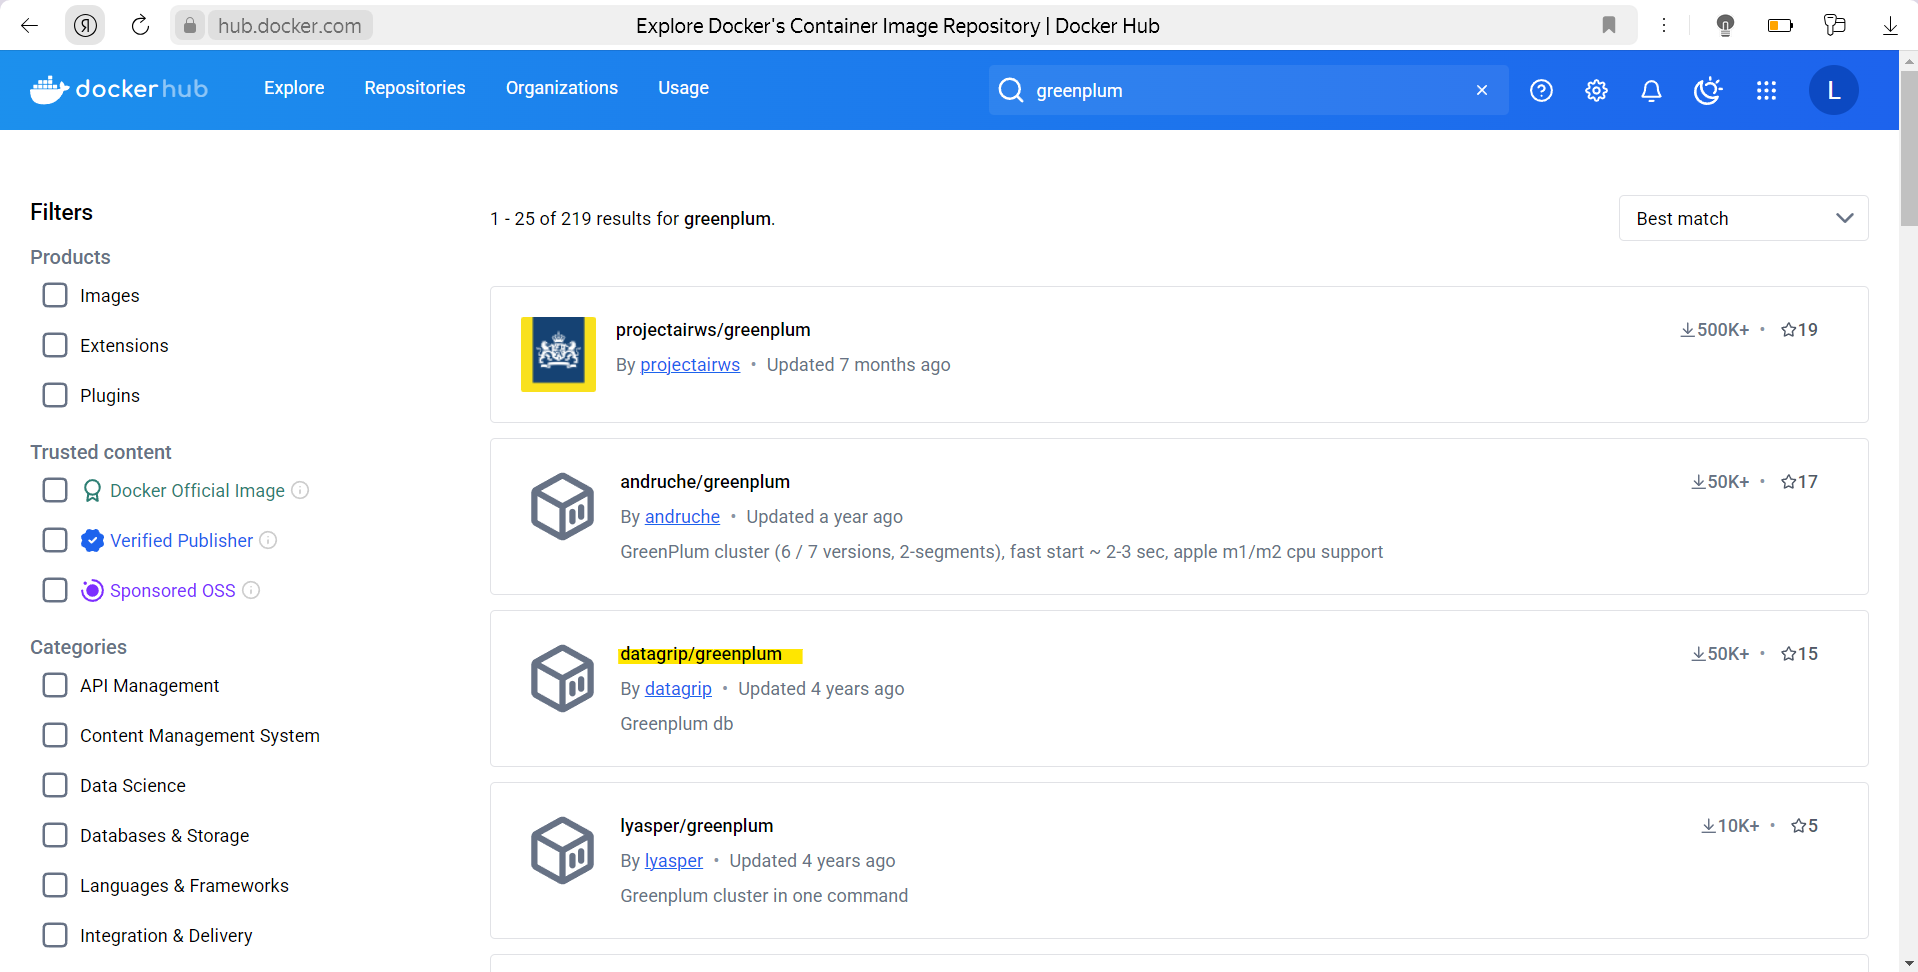 hub.docker.com
Explore Docker's Container Image Repository | Docker Hub
docker hub
Explore
Repositories
Organizations
Usage
greenplum
L
Filters
Products
Images
Extensions
Plugins
Trusted content
Docker Official Image
Verified Publisher
Sponsored OSS
Categories
API Management
Content Management System
Data Science
Databases & Storage
Languages & Frameworks
Integration & Delivery
1 - 25 of 219 results for greenplum.
Best match
projectairws/greenplum
500K+ • 19
By projectairws • Updated 7 months ago
andruche/greenplum
50K+ • 17
By andruche • Updated a year ago
GreenPlum cluster (6 / 7 versions, 2-segments), fast start ~ 2-3 sec, apple m1/m2 cpu support
datagrip/greenplum
50K+ • 15
By datagrip • Updated 4 years ago
Greenplum db
lyasper/greenplum
10K+ • 5
By lyasper • Updated 4 years ago
Greenplum cluster in one command